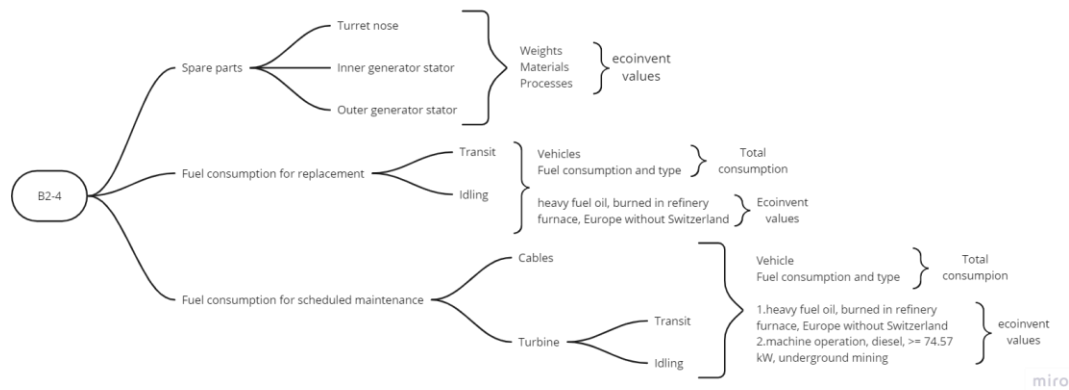 B2-4
Spare parts
Turret nose
Inner generator stator
Outer generator stator
Weights
Materials
Processes
ecoinvent
values
Fuel consumption for replacement
Transit
Idling
Vehicles
Fuel consumption and type
Total
consumption
heavy fuel oil, burned in refinery
furnace, Europe without Switzerland
Ecoinvent
values
Fuel consumption for scheduled maintenance
Cables
Turbine
Transit
Idling
Vehicle
Fuel consumption and type
Total
consumpion
1.heavy fuel oil, burned in refinery
furnace, Europe without Switzerland
2.machine operation, diesel, >= 74.57
kW, underground mining
ecoinvent
values
miro